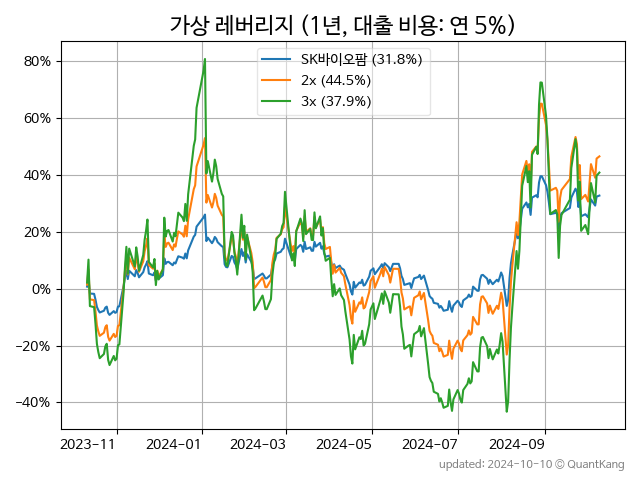 가상 레버리지 (1년, 대출 비용: 연 5%)
SK바이오팜 (31.8%)
2x (44.5%)
3x (37.9%)
80%
60%
40%
20%
0%
−20%
−40%
2023-11
2024-01
2024-03
2024-05
2024-07
2024-09
updated: 2024-10-10 © QuantKang